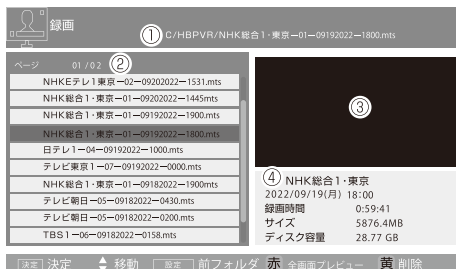 録画
① C/HBPVR/NHK総合1・東京ー01ー09192022ー1800.mts
ページ 01/02 ②
NHKEテレ1東京ー02ー09202022ー1531.mts
NHK総合1・東京ー01ー09202022ー1445mts
NHK総合1・東京ー01ー09192022ー1900.mts
NHK総合1・東京ー01ー09192022ー1800.mts
日テレ1ー04ー09192022ー1000.mts
テレビ東京1ー07ー09192022ー0000.mts
NHK総合1・東京ー01ー09182022ー1900mts
テレビ朝日ー05ー09182022ー0430.mts
テレビ朝日ー05ー09182022ー0200.mts
TBS1ー06ー09182022ー0158.mts
③
④ NHK総合1・東京
2022/09/19(月) 18:00
録画時間 0:59:41
サイズ 5876.4MB
ディスク容量 28.77 GB
決定 決定 移動 設定 前フォルダ 赤 全画面プレビュー 黄 削除